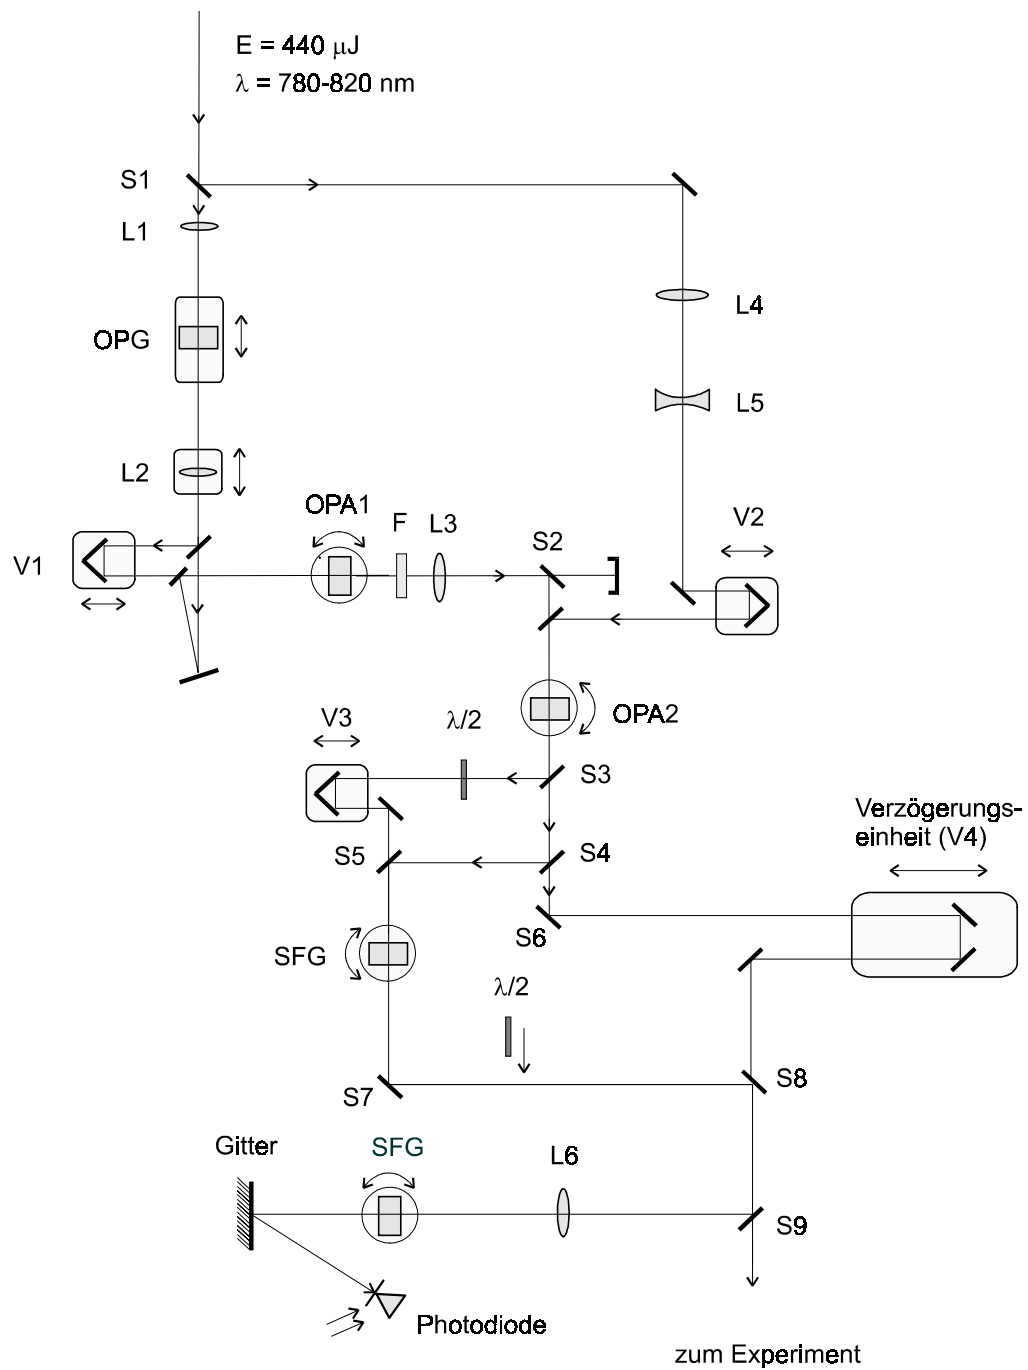 E = 440 μJ
λ = 780-820 nm
S1
L1
OPG
L4
L5
L2
OPA1
F
L3
S2
V2
V1
OPA2
V3
λ/2
S3
Verzögerungs-
einheit (V4)
S5
S4
S6
SFG
λ/2
S7
S8
Gitter
SFG
L6
S9
Photodiode
zum Experiment